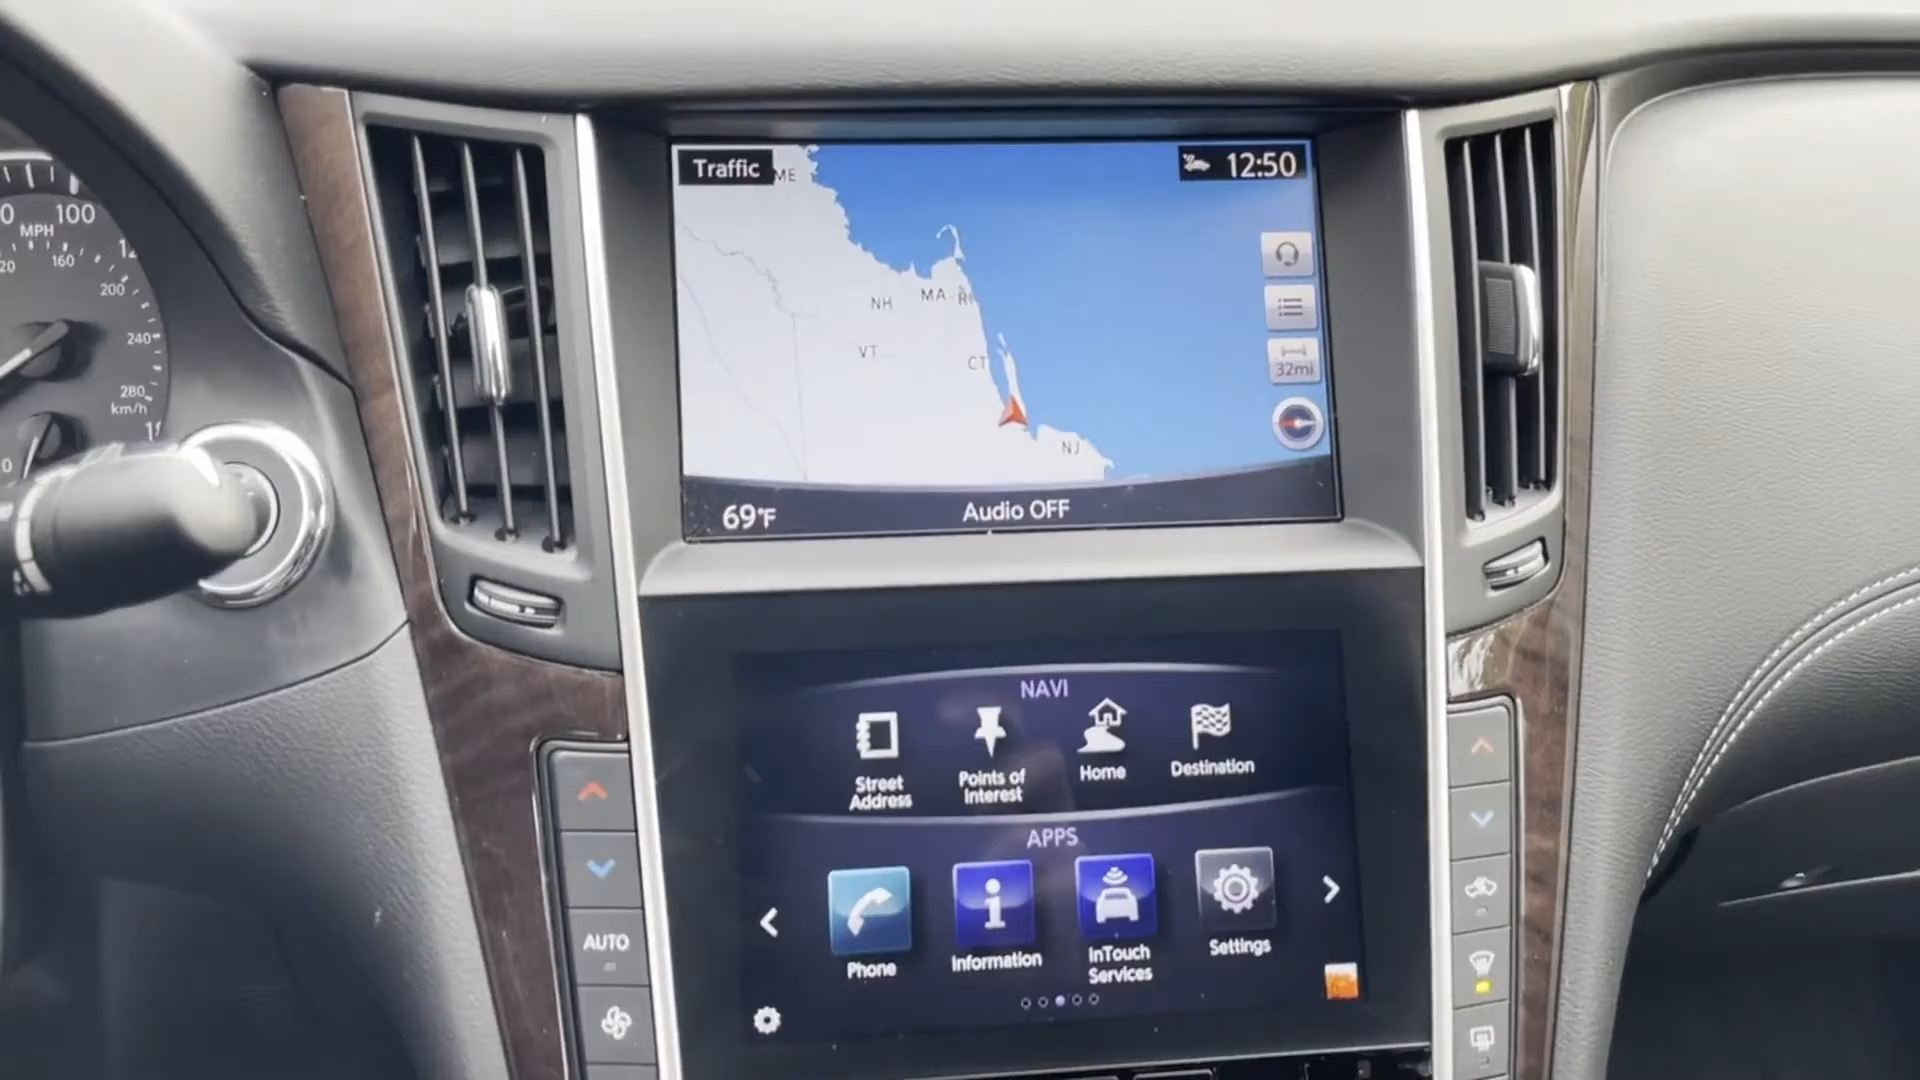 Traffic
ME
12:50
NH
MA
RI
VT
CT
NJ
32mi
69°F
Audio OFF
100
MPH
160
200
240
280
km/h
0
NAVI
Street
Address
Points of
Interest
Home
Destination
APPS
Phone
Information
InTouch
Services
Settings
AUTO